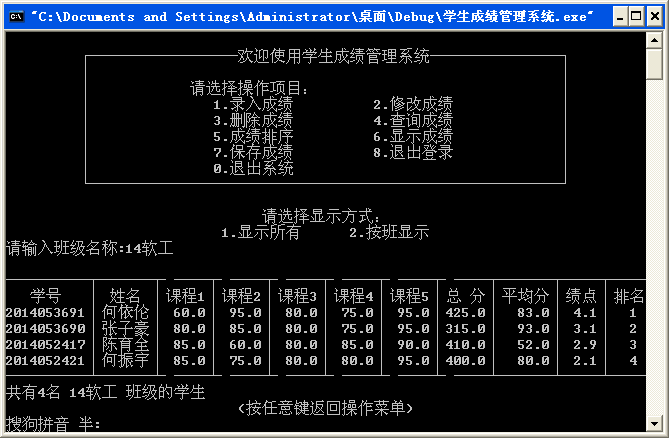 "C:\Documents and Settings\Administrator\桌面\Debug\学生成绩管理系统.exe"
欢迎使用学生成绩管理系统
请选择操作项目:
1.录入成绩 2.修改成绩
3.删除成绩 4.查询成绩
5.成绩排序 6.显示成绩
7.保存成绩 8.退出登录
0.退出系统
请选择显示方式:
1.显示所有 2.按班显示
请输入班级名称:14软工
学号 姓名 课程1 课程2 课程3 课程4 课程5 总 分 平均分 绩点 排名
2014053691 何依伦 60.0 95.0 80.0 75.0 95.0 425.0 83.0 4.1 1
2014053690 张子豪 80.0 85.0 80.0 75.0 95.0 315.0 93.0 3.1 2
2014052417 陈育全 85.0 60.0 80.0 85.0 90.0 410.0 52.0 2.9 3
2014052421 何振宇 85.0 75.0 80.0 80.0 90.0 400.0 80.0 2.1 4
共有4名 14软工 班级的学生
(按任意键返回操作菜单)
搜狗拼音 半: